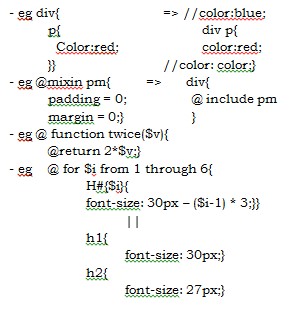 - eg div{ => //color:blue;
p{ div p{
Color:red; color:red;
}} //color: color;}
- eg @mixin pm{ => div{
padding = 0; @ include pm
margin = 0;} }
- eg @ function twice($v){
@return 2*$v;}
- eg @ for $i from 1 through 6{
H#{$i}{
font-size: 30px – ($i-1) * 3;}}
||
h1{
font-size: 30px;}
h2{
font-size: 27px;}